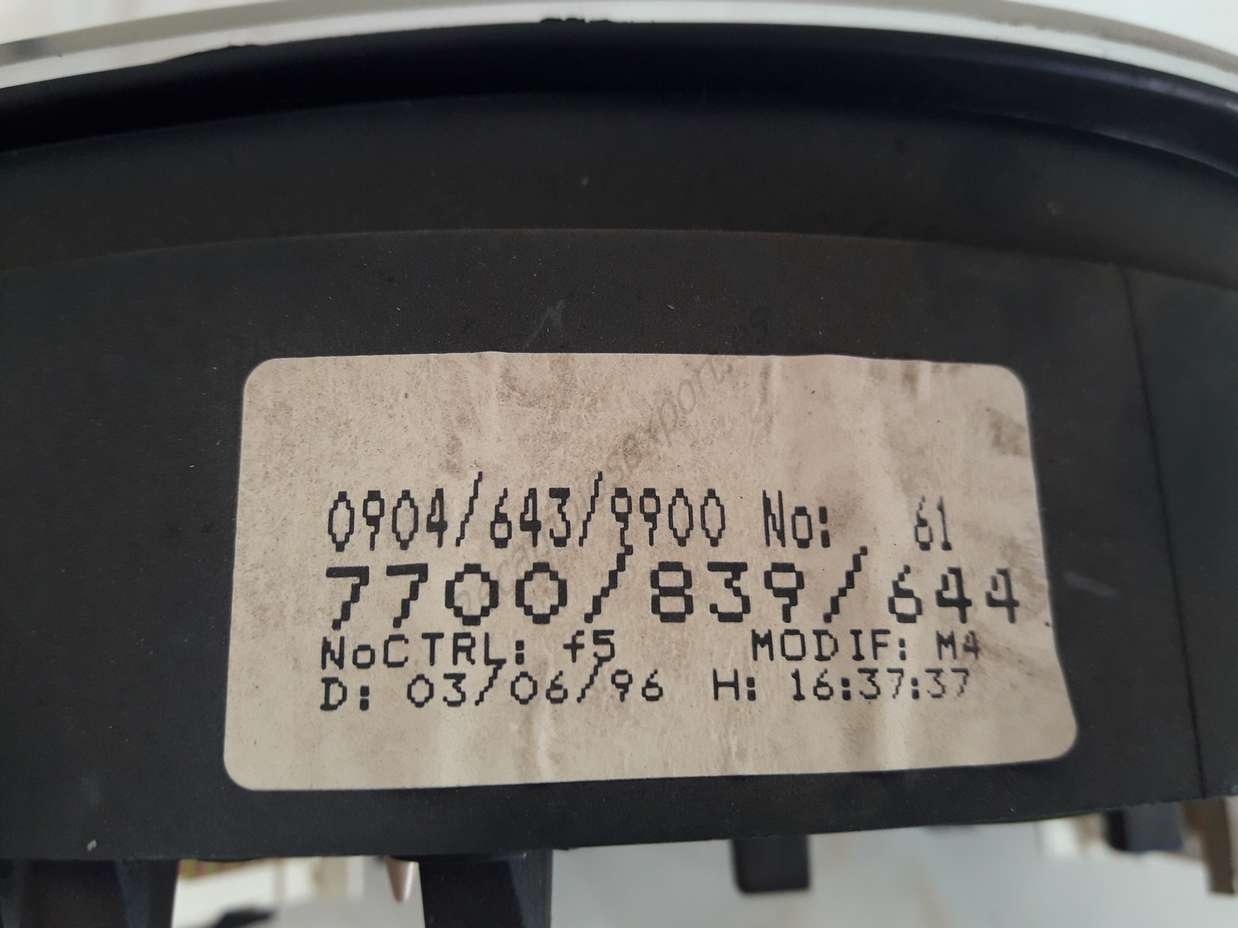 0904/643/9900 No: 61
7700/839/644
NoCTRL: f5 MODIF: M4
D: 03/06/96 H: 16:37:37